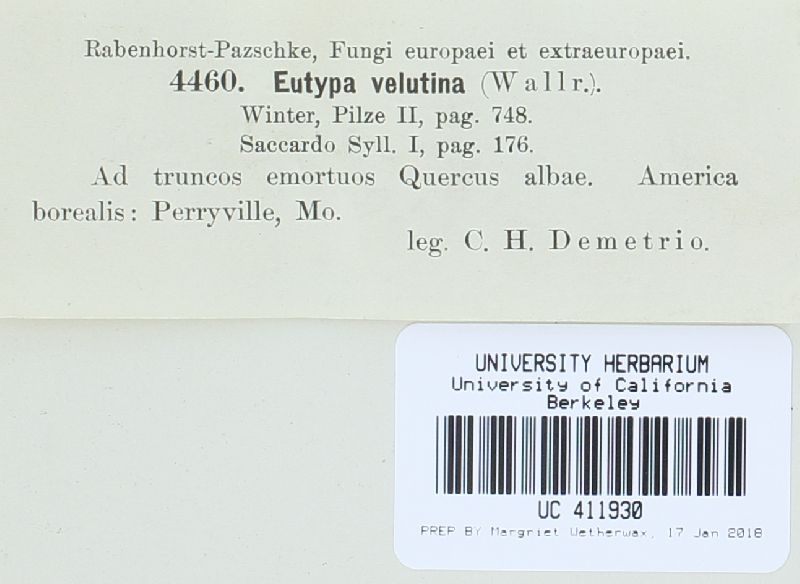 Rabenhorst-Pazschke, Fungi europaei et extraeuropaei.
4460. Eutypa velutina (Wallr.).
Winter, Pilze II, pag. 748.
Saccardo Syll. I, pag. 176.
Ad truncos emortuos Quercus albae. America
borealis: Perryville, Mo.
leg. C. H. Demetrio.
UNIVERSITY HERBARIUM
University of California
Berkeley
UC 411930
PREP BY Margriet Wetherwax, 17 Jan 2018